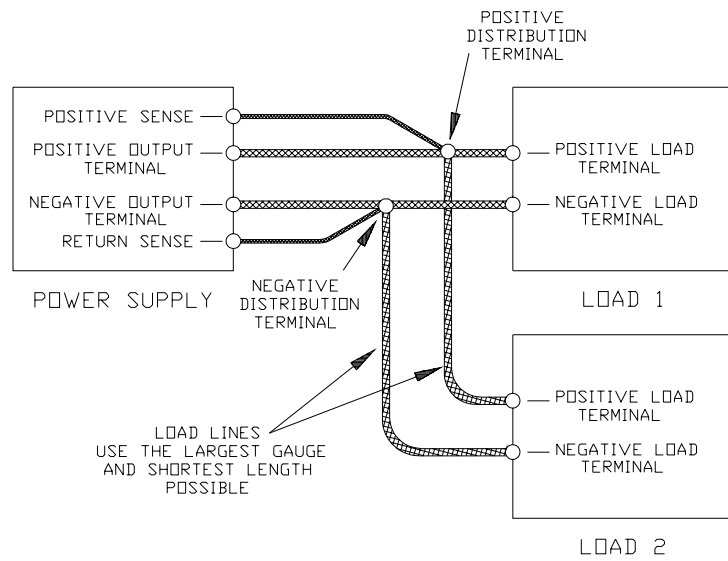 POSITIVE
DISTRIBUTION
TERMINAL
POSITIVE SENSE
POSITIVE OUTPUT
TERMINAL
NEGATIVE OUTPUT
TERMINAL
RETURN SENSE
POWER SUPPLY
POSITIVE LOAD
TERMINAL
NEGATIVE LOAD
TERMINAL
LOAD 1
NEGATIVE
DISTRIBUTION
TERMINAL
LOAD LINES
USE THE LARGEST GAUGE
AND SHORTEST LENGTH
POSSIBLE
POSITIVE LOAD
TERMINAL
NEGATIVE LOAD
TERMINAL
LOAD 2